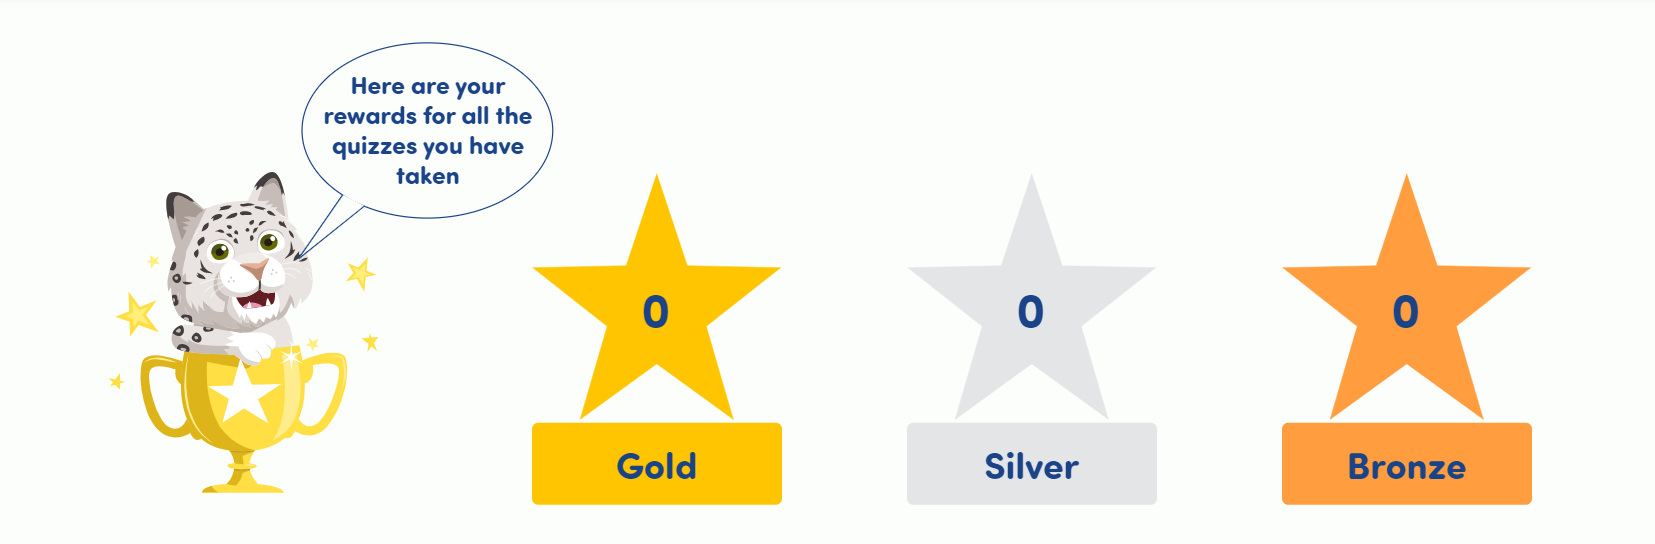 Here are your
rewards for all the
quizzes you have
taken
0
0
0
Gold
Silver
Bronze